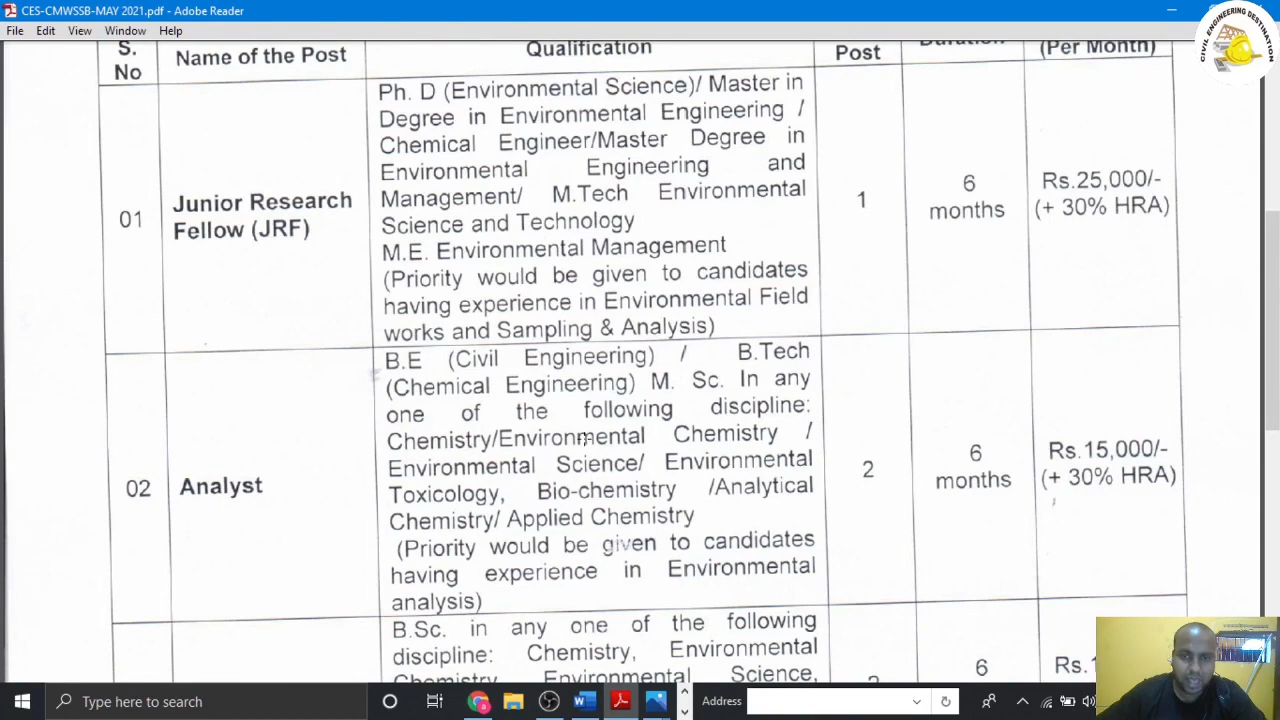 CES-CMWSSB-MAY 2021.pdf - Adobe Reader
File Edit View Window Help
CIVIL ENGINEERING DESTINATION
S. No
Name of the Post
Qualification
Post
Duration
(Per Month)
01
Junior Research
Fellow (JRF)
Ph. D (Environmental Science)/ Master in
Degree in Environmental Engineering /
Chemical Engineer/Master Degree in
Environmental Engineering and
Management/ M.Tech Environmental
Science and Technology
M.E. Environmental Management
(Priority would be given to candidates
having experience in Environmental Field
works and Sampling & Analysis)
1
6
months
Rs.25,000/-
(+ 30% HRA)
02
Analyst
B.E (Civil Engineering) / B.Tech
(Chemical Engineering) M. Sc. In any
one of the following discipline:
Chemistry/Environmental Chemistry /
Environmental Science/ Environmental
Toxicology, Bio-chemistry /Analytical
Chemistry/ Applied Chemistry
(Priority would be given to candidates
having experience in Environmental
analysis)
2
6
months
Rs.15,000/-
(+ 30% HRA)
B.Sc. in any one of the following
discipline: Chemistry, Environmental
Chemistry, Environmental Science,
6
Type here to search
Address